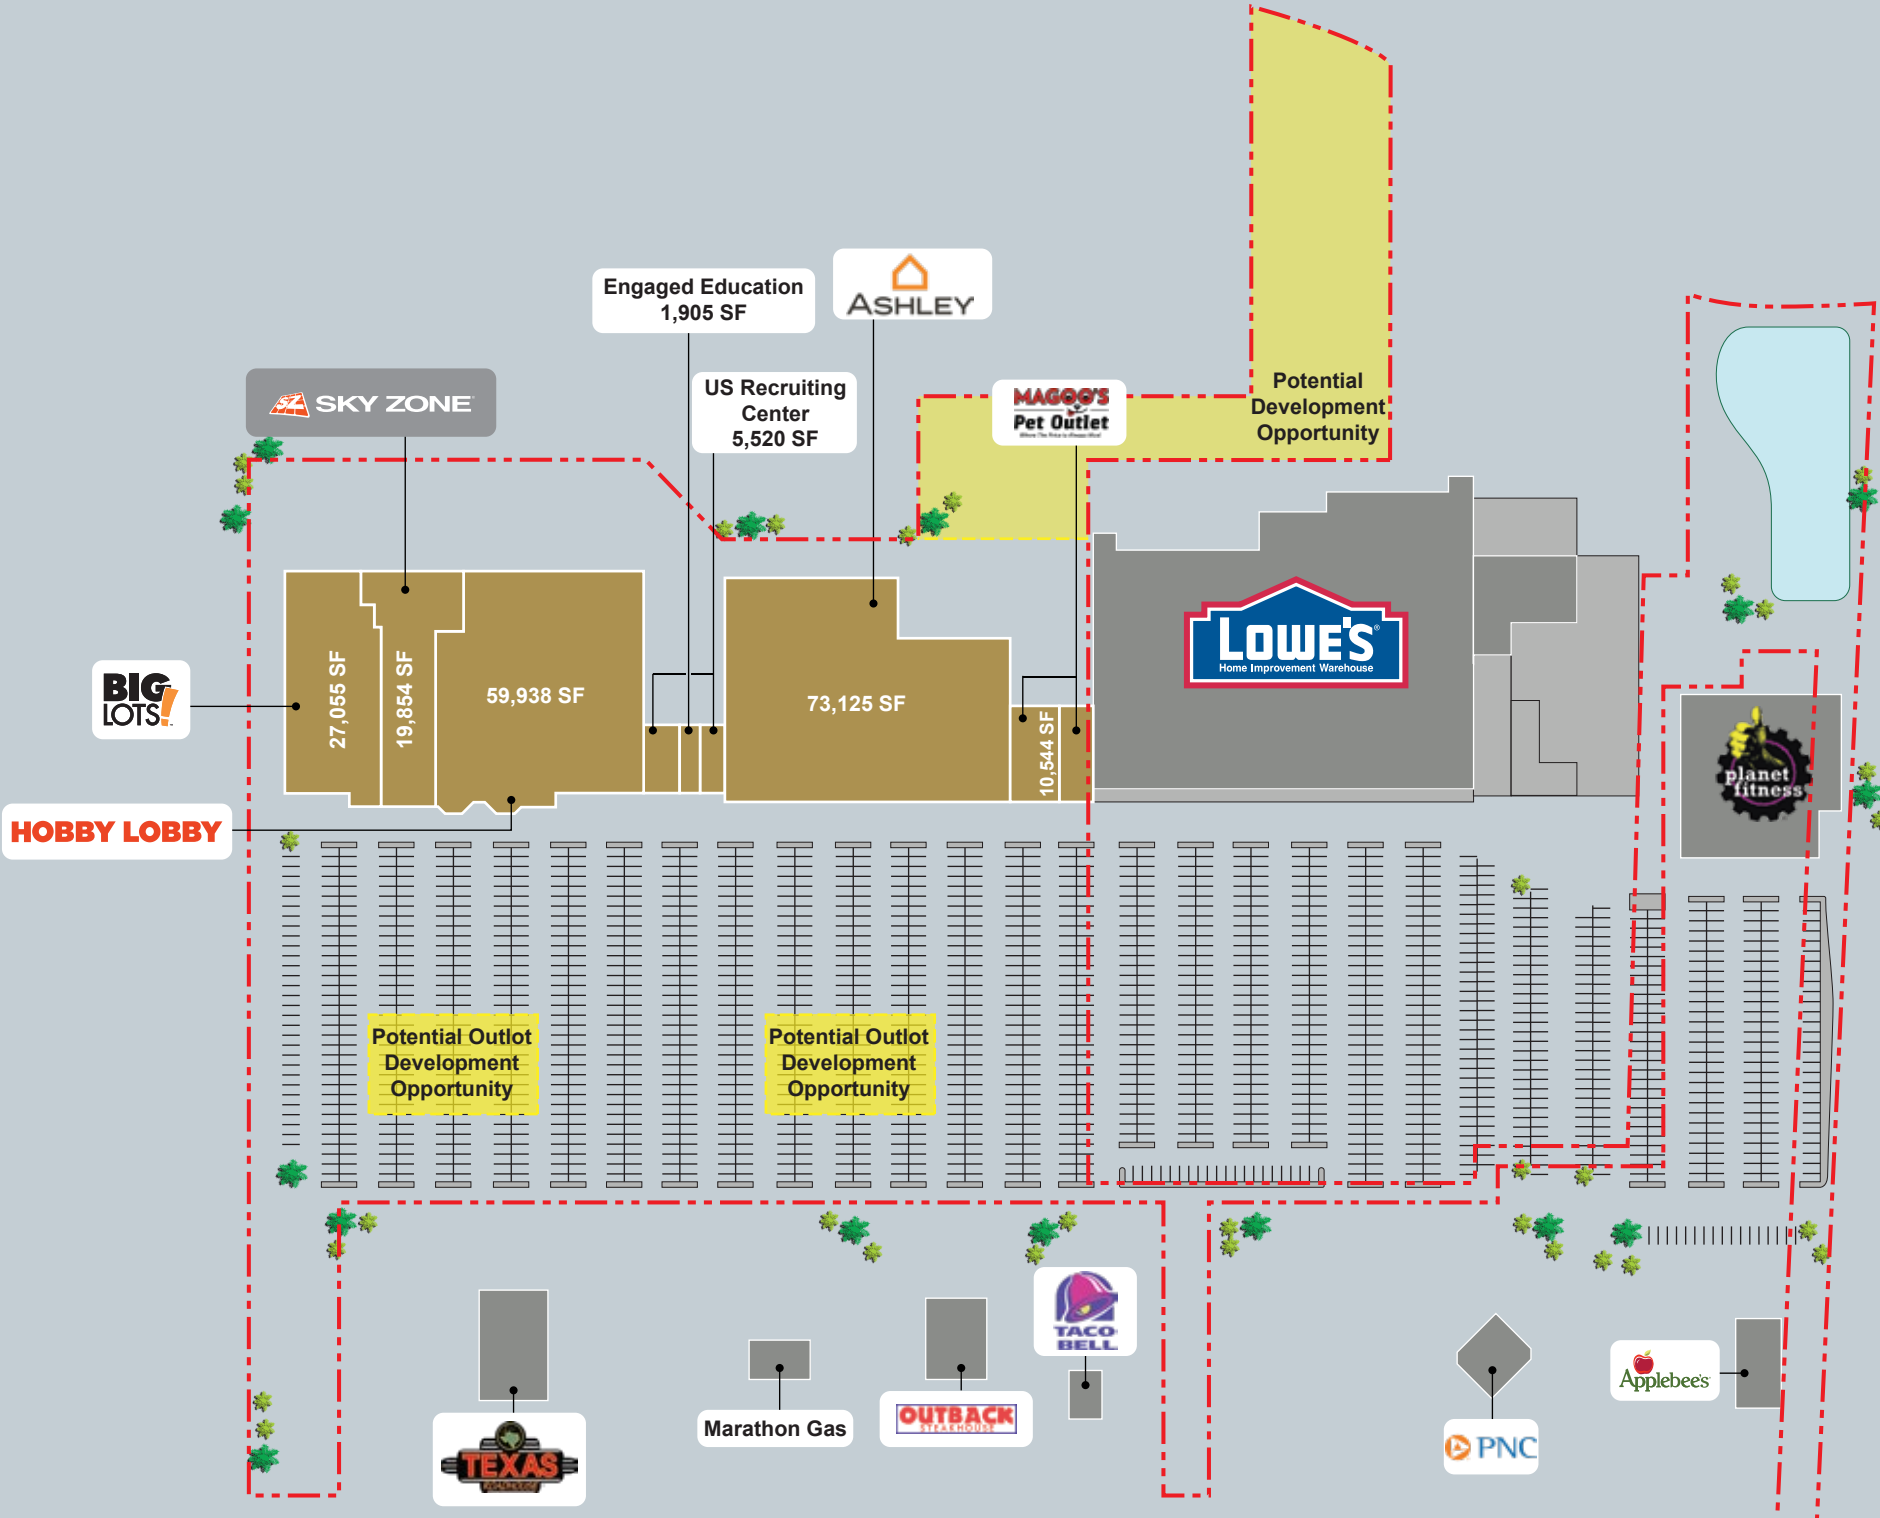 Potential
Development
Opportunity
ASHLEY
Engaged Education
1,905 SF
US Recruiting
Center
5,520 SF
MAGOO'S
Pet Outlet
SZ
SKY ZONE
BIG
LOTS!
27,055 SF
19,854 SF
59,938 SF
73,125 SF
10,544 SF
LOWE'S®
Home Improvement Warehouse
planet
fitness
HOBBY LOBBY
Potential Outlot
Development
Opportunity
Potential Outlot
Development
Opportunity
TACO
BELL
TEXAS
ROADHOUSE
Marathon Gas
OUTBACK
STEAKHOUSE
PNC
Applebee's